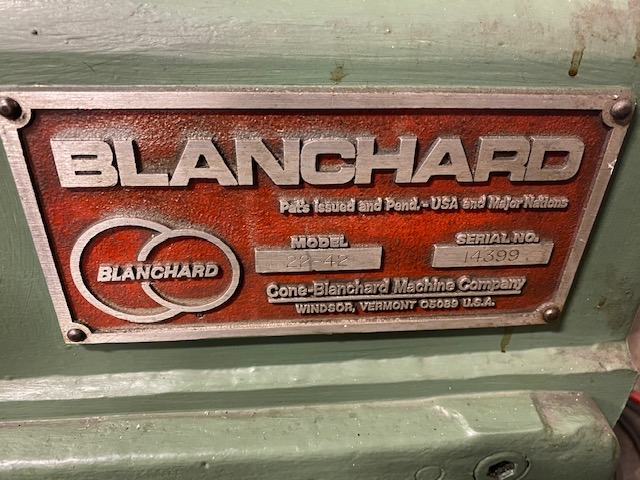 BLANCHARD
Pat's Issued and Pend. - USA and Major Nations
MODEL
22-42
SERIAL NO.
14399
BLANCHARD
Cone-Blanchard Machine Company
WINDSOR, VERMONT 05089 U.S.A.